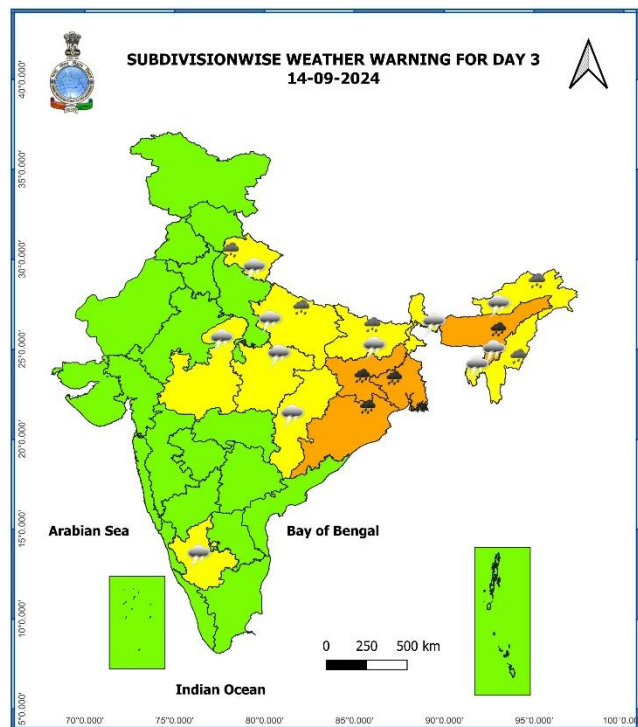 SUBDIVISIONWISE WEATHER WARNING FOR DAY 3
14-09-2024
40°0.000'
35°0.000'
30°0.000'
25°0.000'
20°0.000'
15°0.000'
10°0.000'
5°0.000'
Arabian Sea
Bay of Bengal
0 250 500 km
Indian Ocean
70°0.000' 75°0.000' 80°0.000' 85°0.000' 90°0.000' 95°0.000' 100°0.0